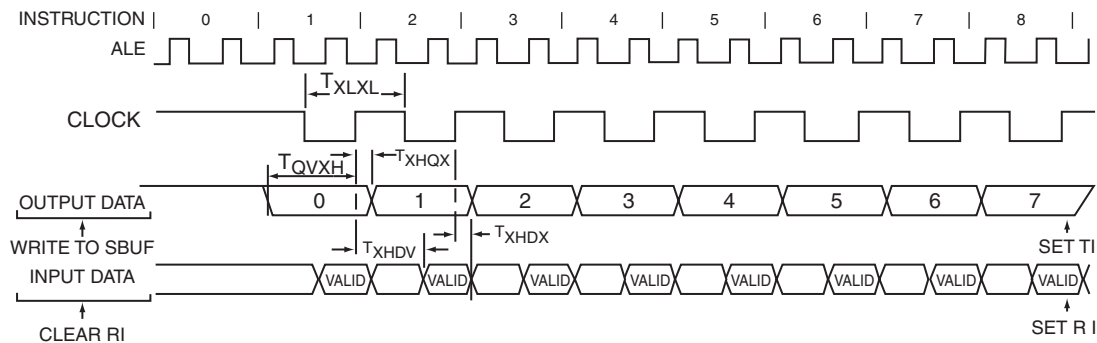 INSTRUCTION | 0 | 1 | 2 | 3 | 4 | 5 | 6 | 7 | 8 |
ALE
TXLXL
CLOCK
TQVXH
TXHQX
OUTPUT DATA 0 1 2 3 4 5 6 7
WRITE TO SBUF
TXHDV
TXHDX
SET TI
INPUT DATA VALID VALID VALID VALID VALID VALID VALID VALID
CLEAR RI
SET R I